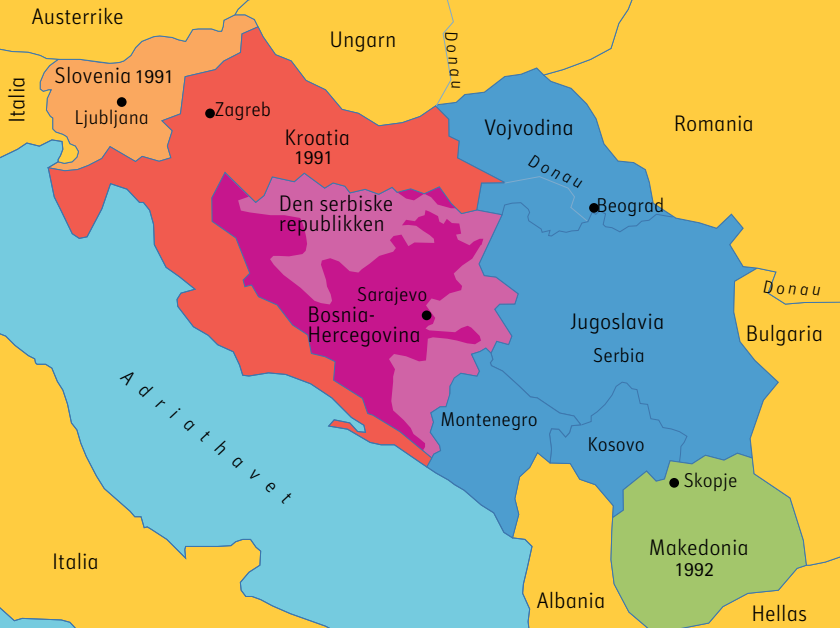 Austerrike
Ungarn
Donau
Italia
Slovenia 1991
Ljubljana
Zagreb
Kroatia
1991
Vojvodina
Romania
Donau
Beograd
Den serbiske
republikken
Donau
Sarajevo
Bosnia-
Hercegovina
Jugoslavia
Serbia
Bulgaria
Adriathavet
Montenegro
Kosovo
Skopje
Makedonia
1992
Italia
Albania
Hellas